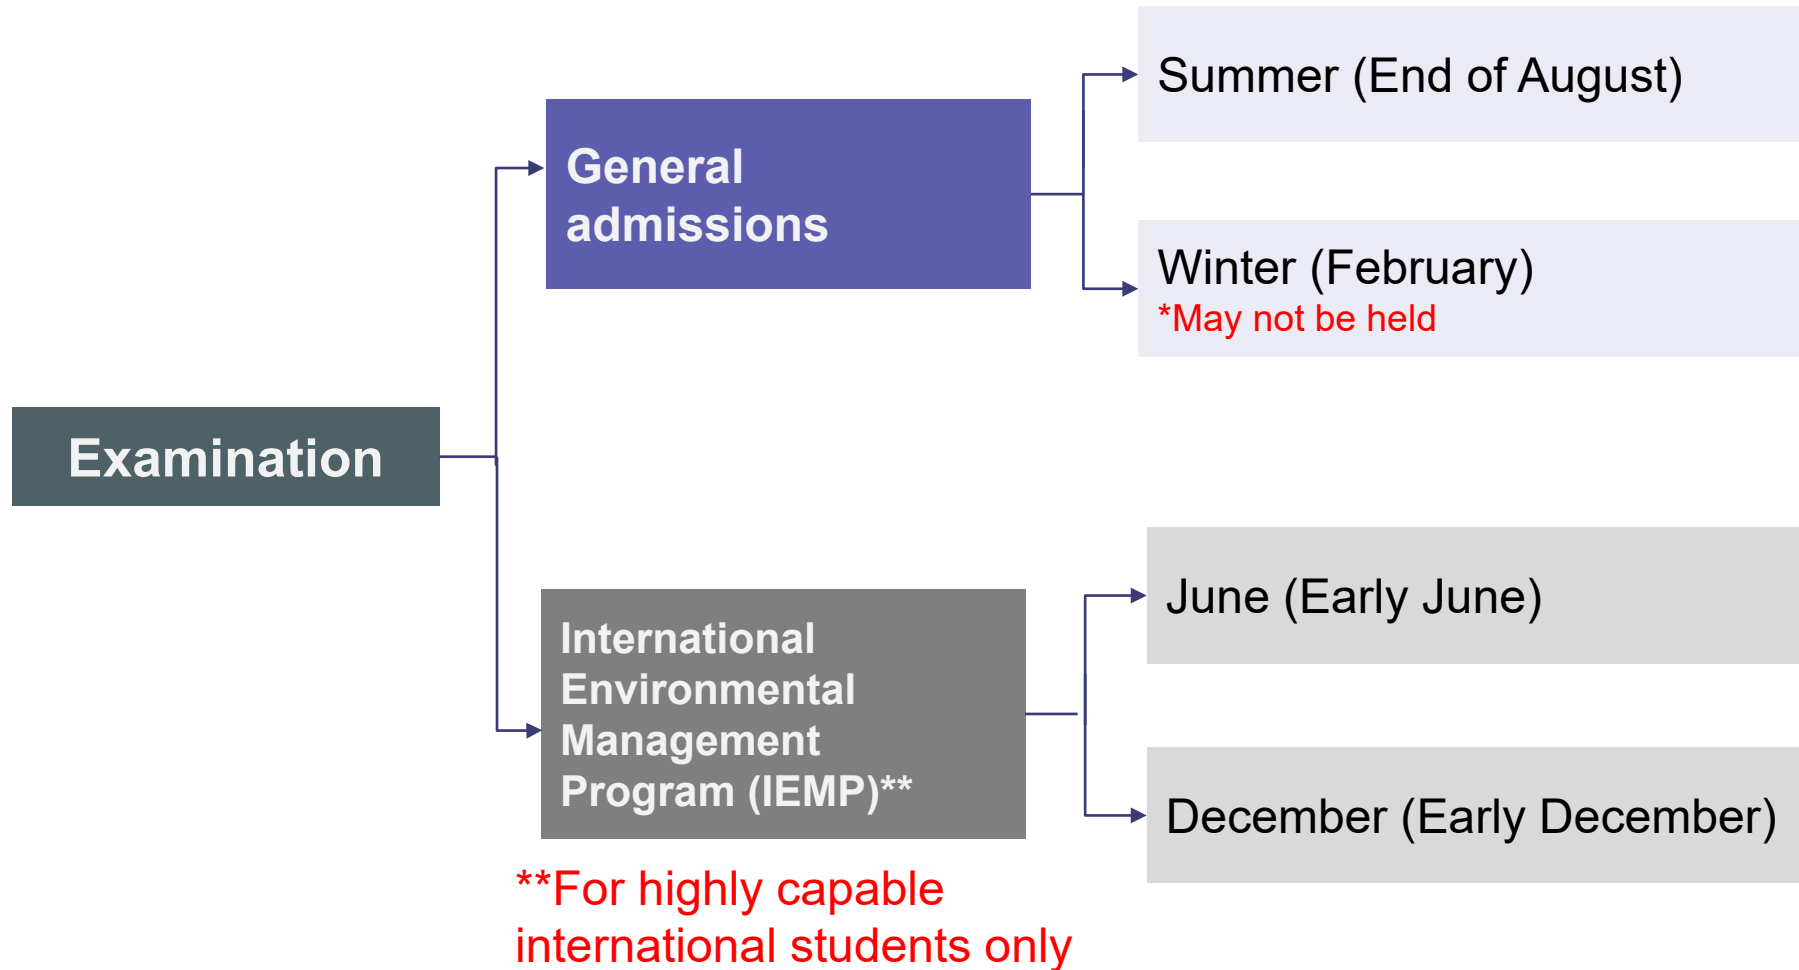 Examination
General
admissions
Summer (End of August)
Winter (February)
*May not be held
International
Environmental
Management
Program (IEMP)**
**For highly capable
international students only
June (Early June)
December (Early December)